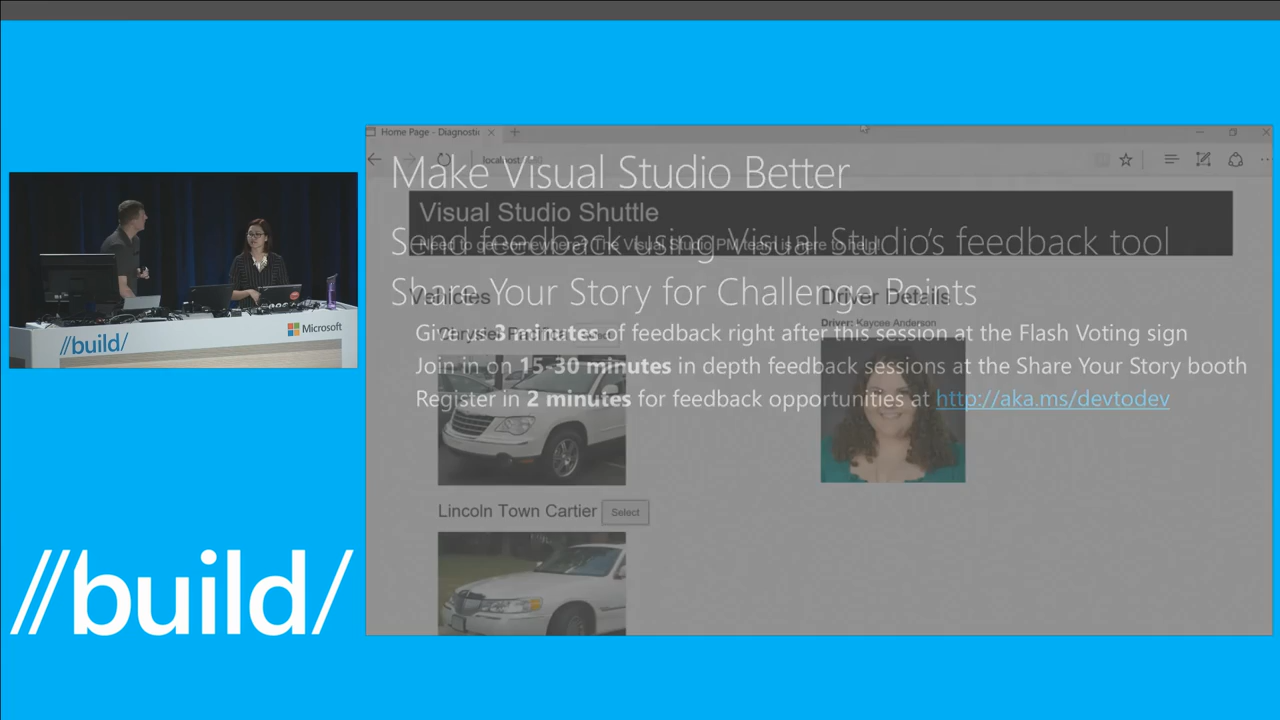 Home Page - Diagnostic
localhost
Make Visual Studio Better
Visual Studio Shuttle
Need to get somewhere? The Visual Studio PM team is here to help!
Send feedback using Visual Studio's feedback tool
Share Your Story for Challenge Points
Vehicles
Driver Details
Driver: Kaycee Anderson
Give us 3 minutes of feedback right after this session at the Flash Voting sign
Chrysler
Join in on 15-30 minutes in depth feedback sessions at the Share Your Story booth
Register in 2 minutes for feedback opportunities at http://aka.ms/devtodev
Lincoln Town Cartier Select
//build/
Microsoft
//build/